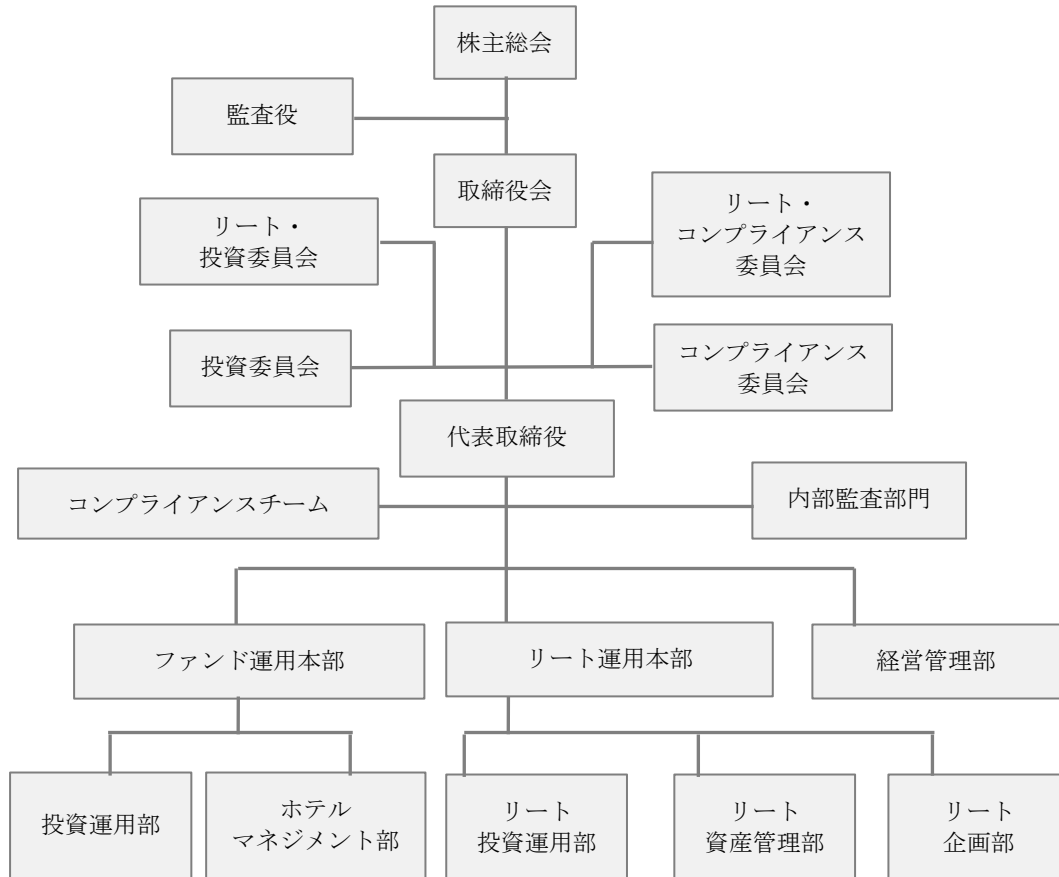 株主総会
監査役
取締役会
リート・
投資委員会
リート・
コンプライアンス
委員会
投資委員会
コンプライアンス
委員会
代表取締役
コンプライアンスチーム
内部監査部門
ファンド運用本部
リート運用本部
経営管理部
投資運用部
ホテル
マネジメント部
リート
投資運用部
リート
資産管理部
リート
企画部